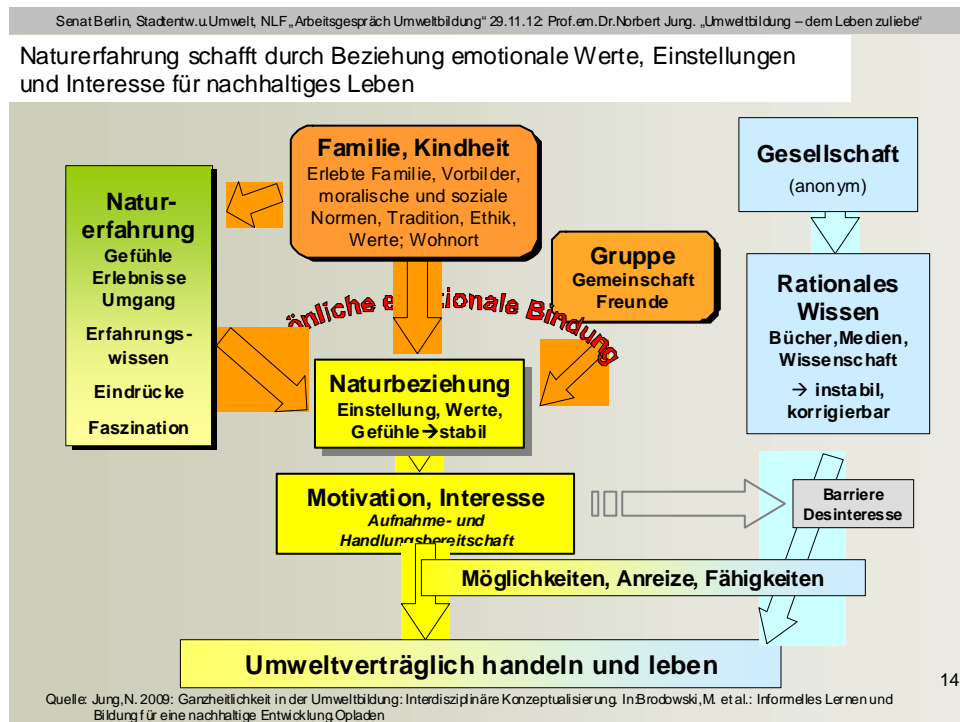 Senat Berlin, Stadtentw.u.Umwelt, NLF „Arbeitsgespräch Umweltbildung“ 29.11.12: Prof.em.Dr.Norbert Jung. „Umweltbildung – dem Leben zuliebe“
Naturerfahrung schafft durch Beziehung emotionale Werte, Einstellungen
und Interesse für nachhaltiges Leben
Familie, Kindheit
Erlebte Familie, Vorbilder,
moralische und soziale
Normen, Tradition, Ethik,
Werte; Wohnort
Gesellschaft
(anonym)
Natur-
erfahrung
Gefühle
Erlebnisse
Umgang
Erfahrungs-
wissen
Eindrücke
Faszination
Gruppe
Gemeinschaft
Freunde
Rationales
Wissen
Bücher, Medien,
Wissenschaft
→ instabil,
korrigierbar
Bindung
Naturbeziehung
Einstellung, Werte,
Gefühle→stabil
Motivation, Interesse
Aufnahme- und
Handlungsbereitschaft
Barriere
Desinteresse
Möglichkeiten, Anreize, Fähigkeiten
Umweltverträglich handeln und leben
14
Quelle: Jung,N. 2009: Ganzheitlichkeit in der Umweltbildung: Interdisziplinäre Konzeptualisierung. In:Brodowski,M. et al.: Informelles Lernen und
Bildung für eine nachhaltige Entwicklung.Opladen